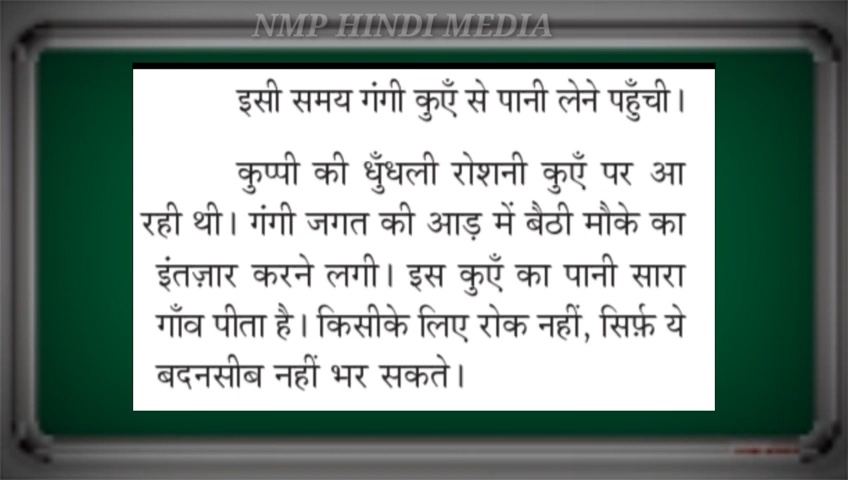 NMP HINDI MEDIA
इसी समय गंगी कुएँ से पानी लेने पहुँची।
कुप्पी की धुँधली रोशनी कुएँ पर आ
रही थी। गंगी जगत की आड़ में बैठी मौके का
इंतज़ार करने लगी। इस कुएँ का पानी सारा
गाँव पीता है। किसीके लिए रोक नहीं, सिर्फ़ ये
बदनसीब नहीं भर सकते।